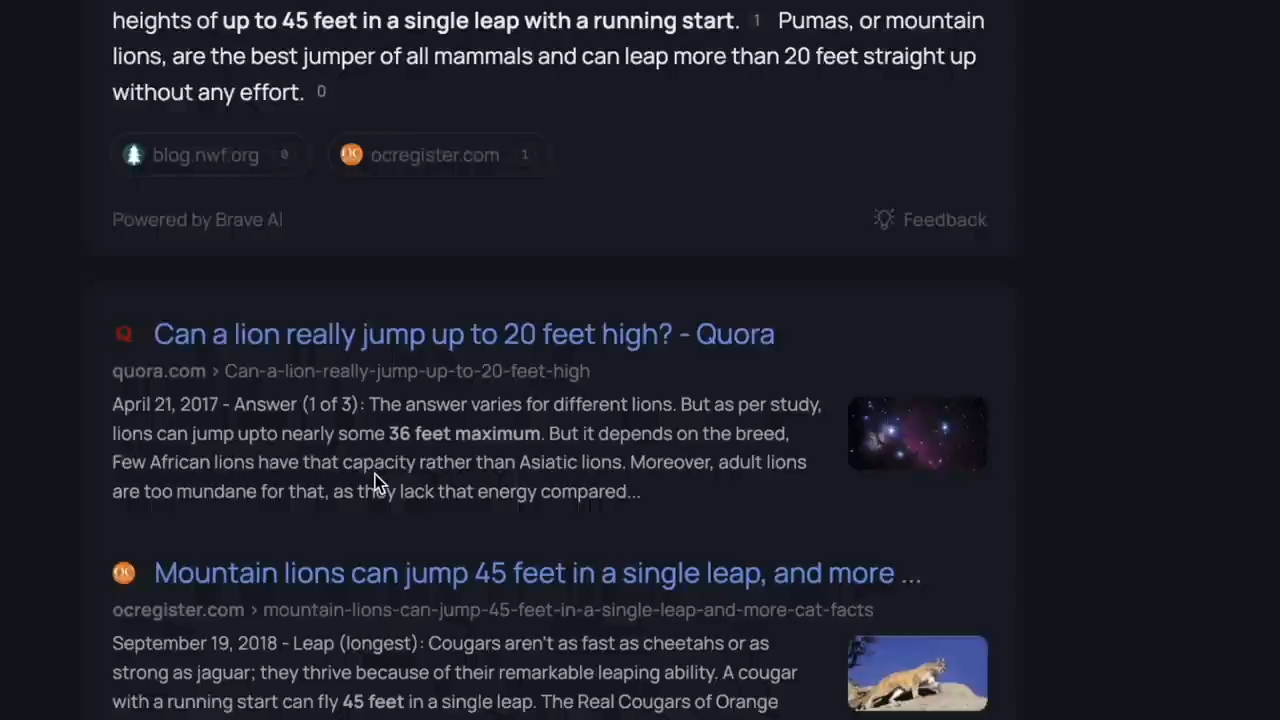 heights of up to 45 feet in a single leap with a running start. 1 Pumas, or mountain
lions, are the best jumper of all mammals and can leap more than 20 feet straight up
without any effort. 0
blog.nwf.org 0 ocregister.com 1
Powered by Brave AI Feedback
Can a lion really jump up to 20 feet high? - Quora
quora.com › Can-a-lion-really-jump-up-to-20-feet-high
April 21, 2017 - Answer (1 of 3): The answer varies for different lions. But as per study,
lions can jump upto nearly some 36 feet maximum. But it depends on the breed,
Few African lions have that capacity rather than Asiatic lions. Moreover, adult lions
are too mundane for that, as they lack that energy compared...
Mountain lions can jump 45 feet in a single leap, and more ...
ocregister.com › mountain-lions-can-jump-45-feet-in-a-single-leap-and-more-cat-facts
September 19, 2018 - Leap (longest): Cougars aren't as fast as cheetahs or as
strong as jaguar; they thrive because of their remarkable leaping ability. A cougar
with a running start can fly 45 feet in a single leap. The Real Cougars of Orange